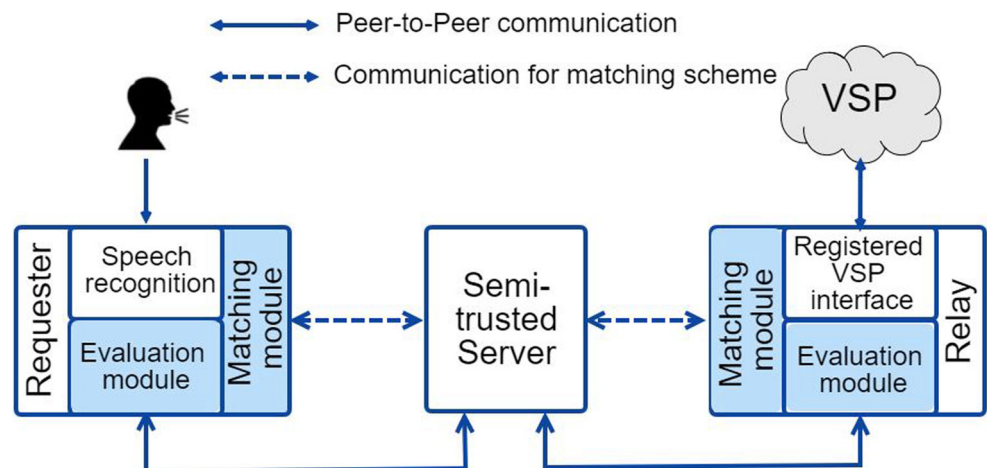 Peer-to-Peer communication
Communication for matching scheme
VSP
Requester
Speech
recognition
Evaluation
module
Matching
module
Semi-
trusted
Server
Matching
module
Registered
VSP
interface
Evaluation
module
Relay